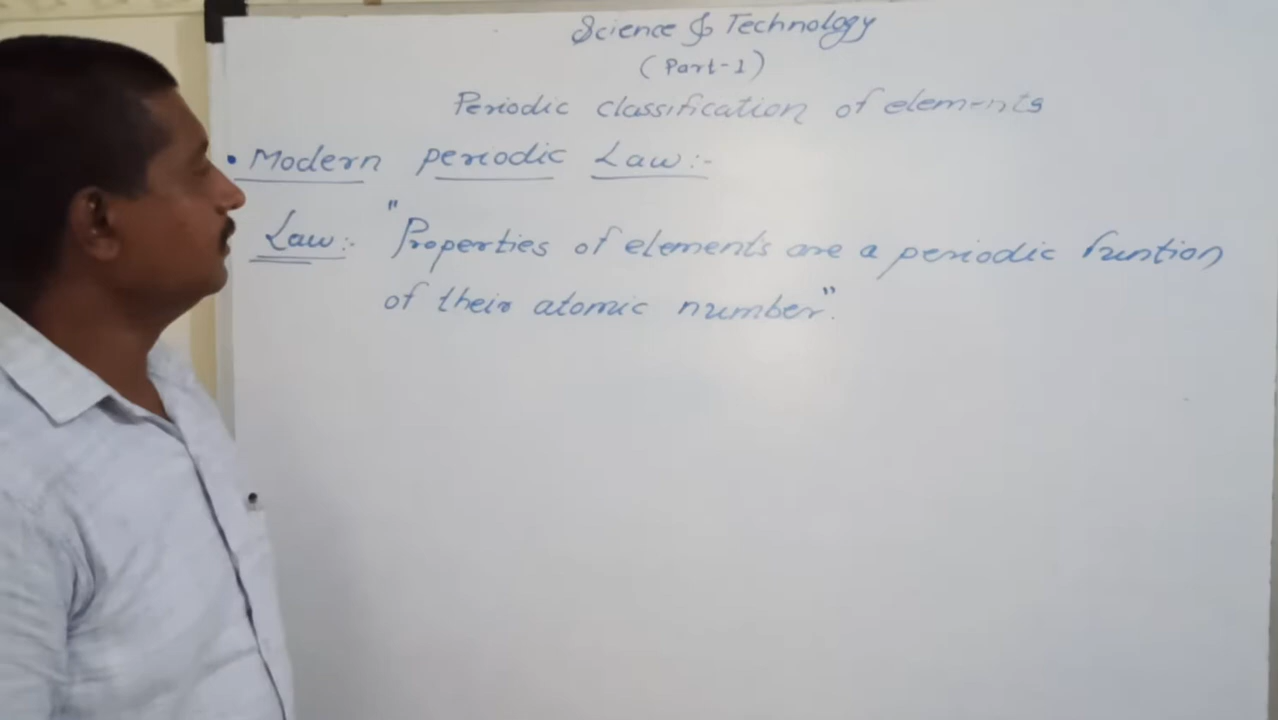 Science & Technology
(Part-1)
Periodic classification of elements
• Modern periodic Law:-
Law:- "Properties of elements are a periodic funtion
of their atomic number".